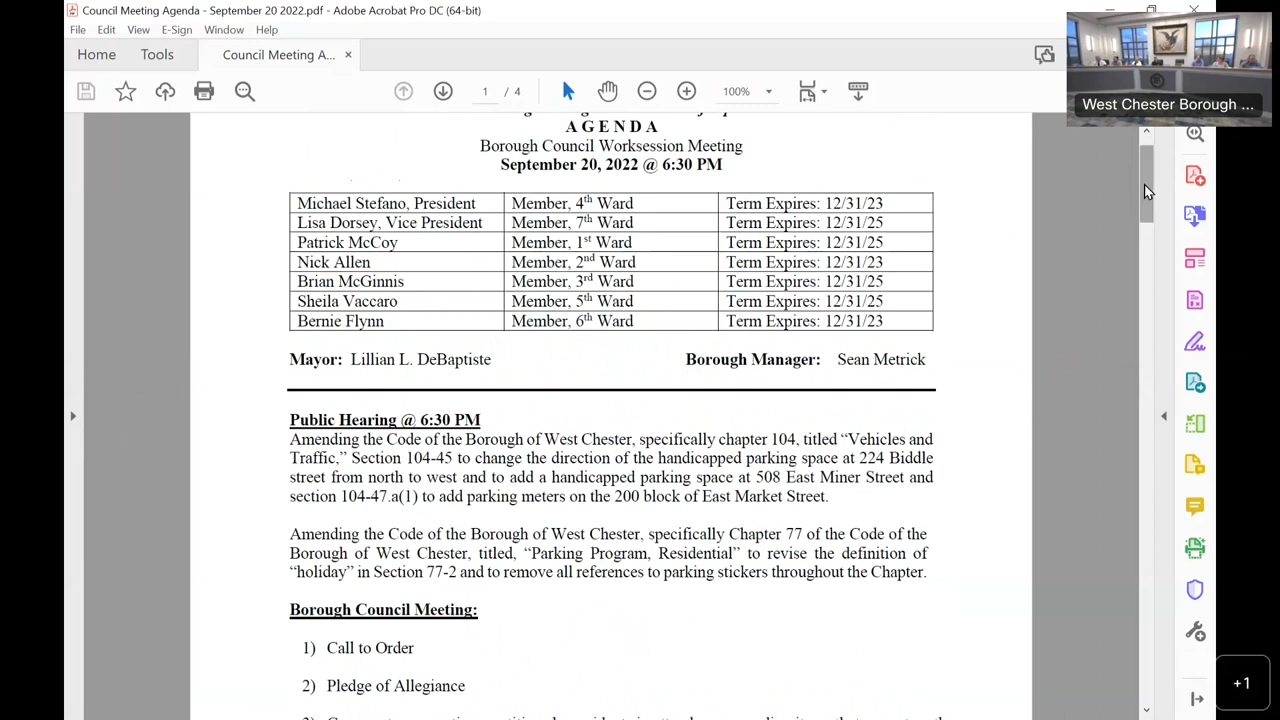 Council Meeting Agenda - September 20 2022.pdf - Adobe Acrobat Pro DC (64-bit)
File Edit View E-Sign Window Help
Home Tools Council Meeting A... ×
1 / 4 100%
West Chester Borough ...
A G E N D A
Borough Council Worksession Meeting
September 20, 2022 @ 6:30 PM
Michael Stefano, President Member, 4th Ward Term Expires: 12/31/23
Lisa Dorsey, Vice President Member, 7th Ward Term Expires: 12/31/25
Patrick McCoy Member, 1st Ward Term Expires: 12/31/25
Nick Allen Member, 2nd Ward Term Expires: 12/31/23
Brian McGinnis Member, 3rd Ward Term Expires: 12/31/25
Sheila Vaccaro Member, 5th Ward Term Expires: 12/31/25
Bernie Flynn Member, 6th Ward Term Expires: 12/31/23
Mayor: Lillian L. DeBaptiste Borough Manager: Sean Metrick
Public Hearing @ 6:30 PM
Amending the Code of the Borough of West Chester, specifically chapter 104, titled “Vehicles and
Traffic,” Section 104-45 to change the direction of the handicapped parking space at 224 Biddle
street from north to west and to add a handicapped parking space at 508 East Miner Street and
section 104-47.a(1) to add parking meters on the 200 block of East Market Street.
Amending the Code of the Borough of West Chester, specifically Chapter 77 of the Code of the
Borough of West Chester, titled, “Parking Program, Residential” to revise the definition of
“holiday” in Section 77-2 and to remove all references to parking stickers throughout the Chapter.
Borough Council Meeting:
1) Call to Order
2) Pledge of Allegiance
+1